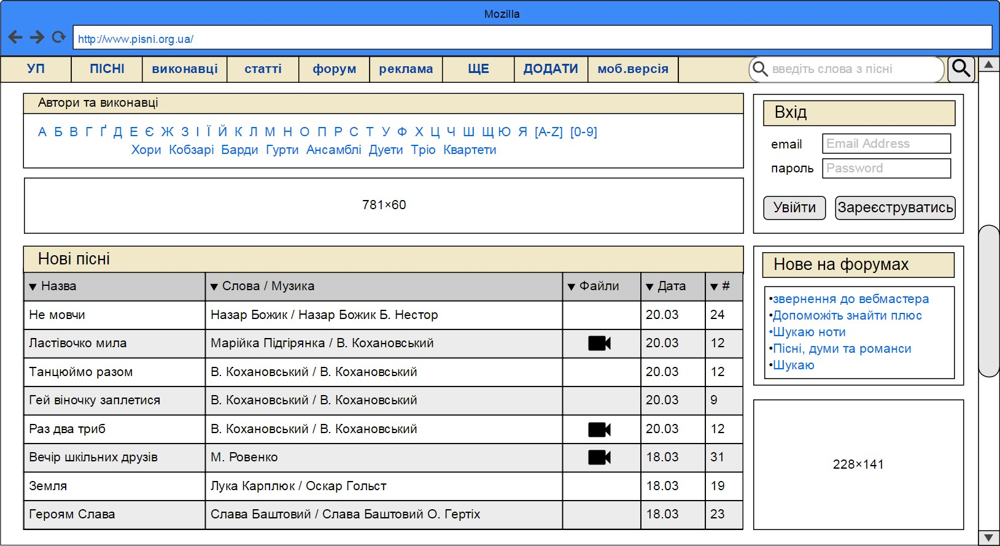 Mozilla
http://www.pisni.org.ua/
УП ПІСНІ виконавці статті форум реклама ЩЕ ДОДАТИ моб.версія введіть слова з пісні
Автори та виконавці
А Б В Г Ґ Д Е Є Ж З І Ї Й К Л М Н О П Р С Т У Ф Х Ц Ч Ш Щ Ю Я [A-Z] [0-9]
Хори Кобзарі Барди Гурти Ансамблі Дуети Тріо Квартети
781×60
Вхід
email Email Address
пароль Password
Увійти Зареєструватись
Нові пісні
▼ Назва ▼ Слова / Музика ▼ Файли ▼ Дата ▼ #
Не мовчи Назар Божик / Назар Божик Б. Нестор 20.03 24
Ластівочко мила Марійка Підгірянка / В. Кохановський 20.03 12
Танцюймо разом В. Кохановський / В. Кохановський 20.03 12
Гей віночку заплетися В. Кохановський / В. Кохановський 20.03 9
Раз два триб В. Кохановський / В. Кохановський 20.03 12
Вечір шкільних друзів М. Ровенко 18.03 31
Земля Лука Карплюк / Оскар Гольст 18.03 19
Героям Слава Слава Баштовий / Слава Баштовий О. Гертіх 18.03 23
Нове на форумах
•звернення до вебмастера
•Допоможіть знайти плюс
•Шукаю ноти
•Пісні, думи та романси
•Шукаю
228×141